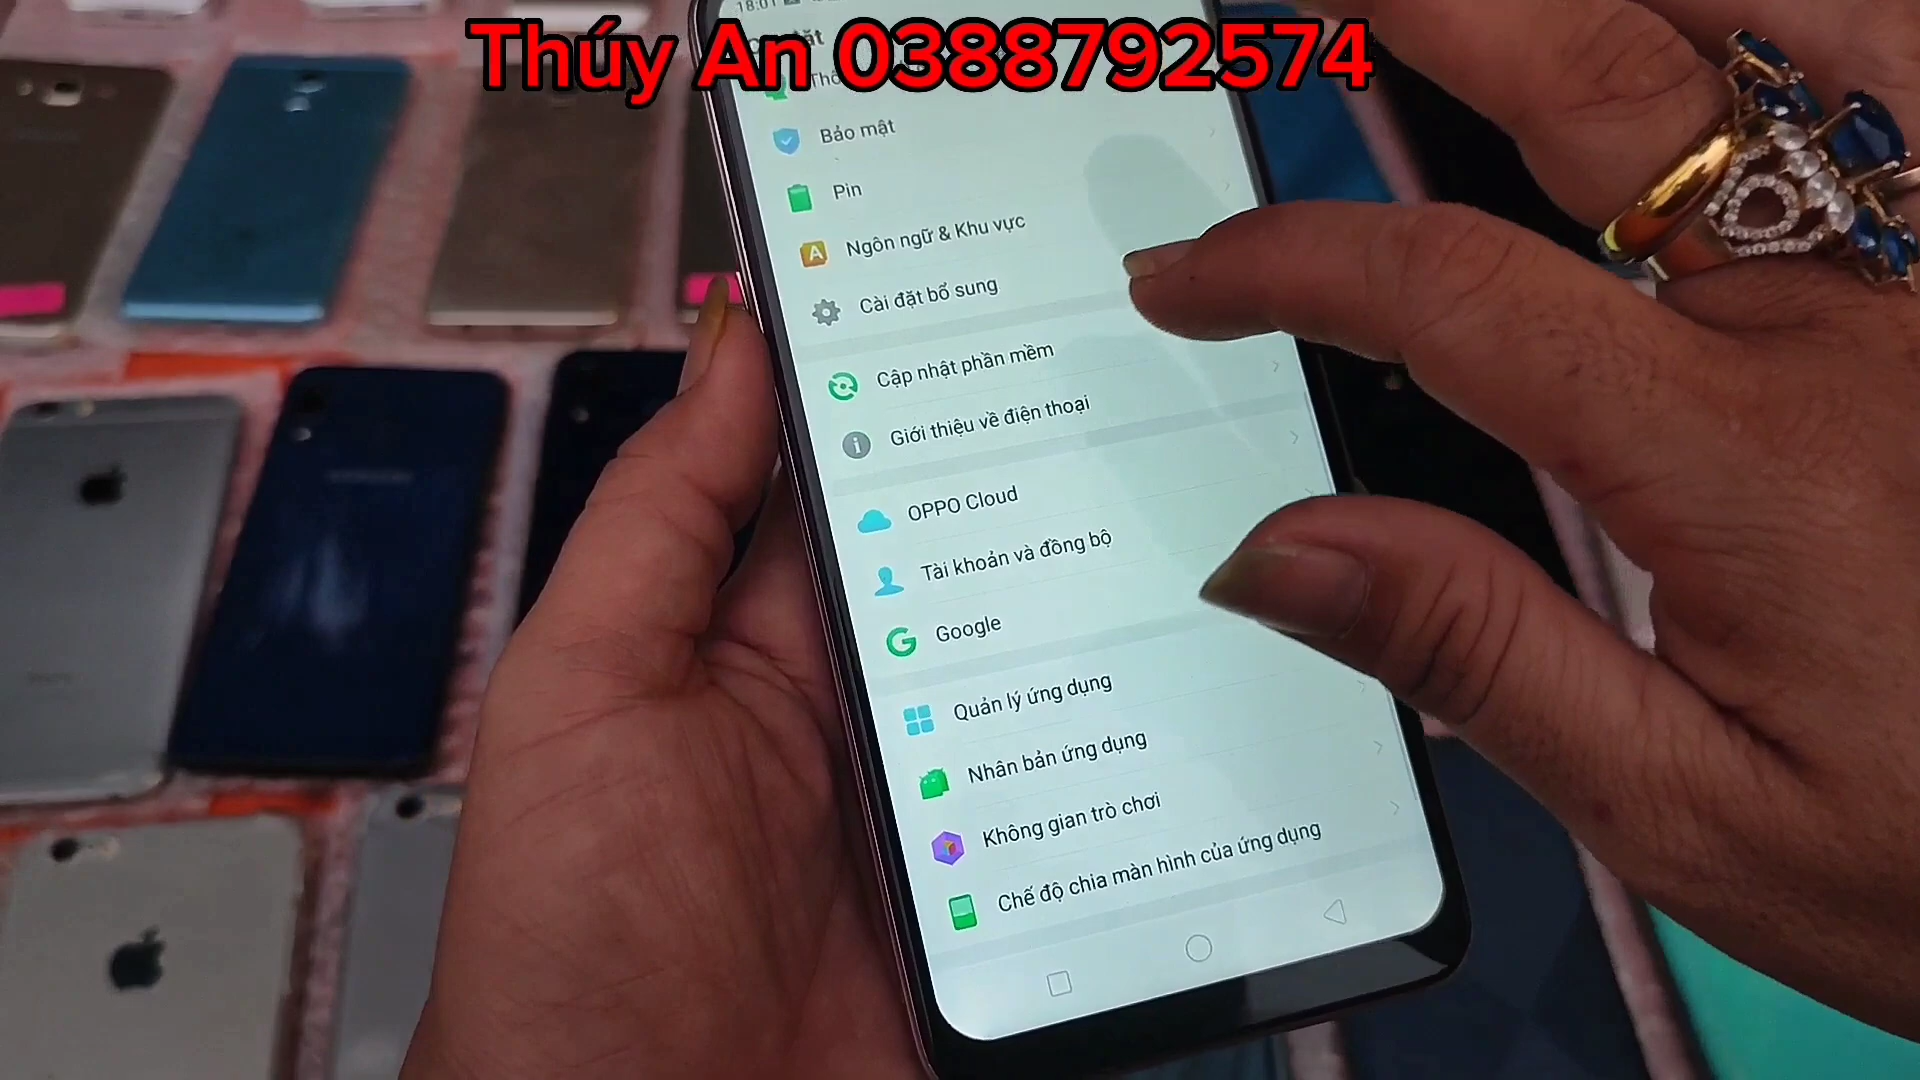 Thúy An 0388792574
18:01
Bảo mật
Pin
Ngôn ngữ & Khu vực
Cài đặt bổ sung
Cập nhật phần mềm
Giới thiệu về điện thoại
OPPO Cloud
Tài khoản và đồng bộ
Google
Quản lý ứng dụng
Nhân bản ứng dụng
Không gian trò chơi
Chế độ chia màn hình của ứng dụng